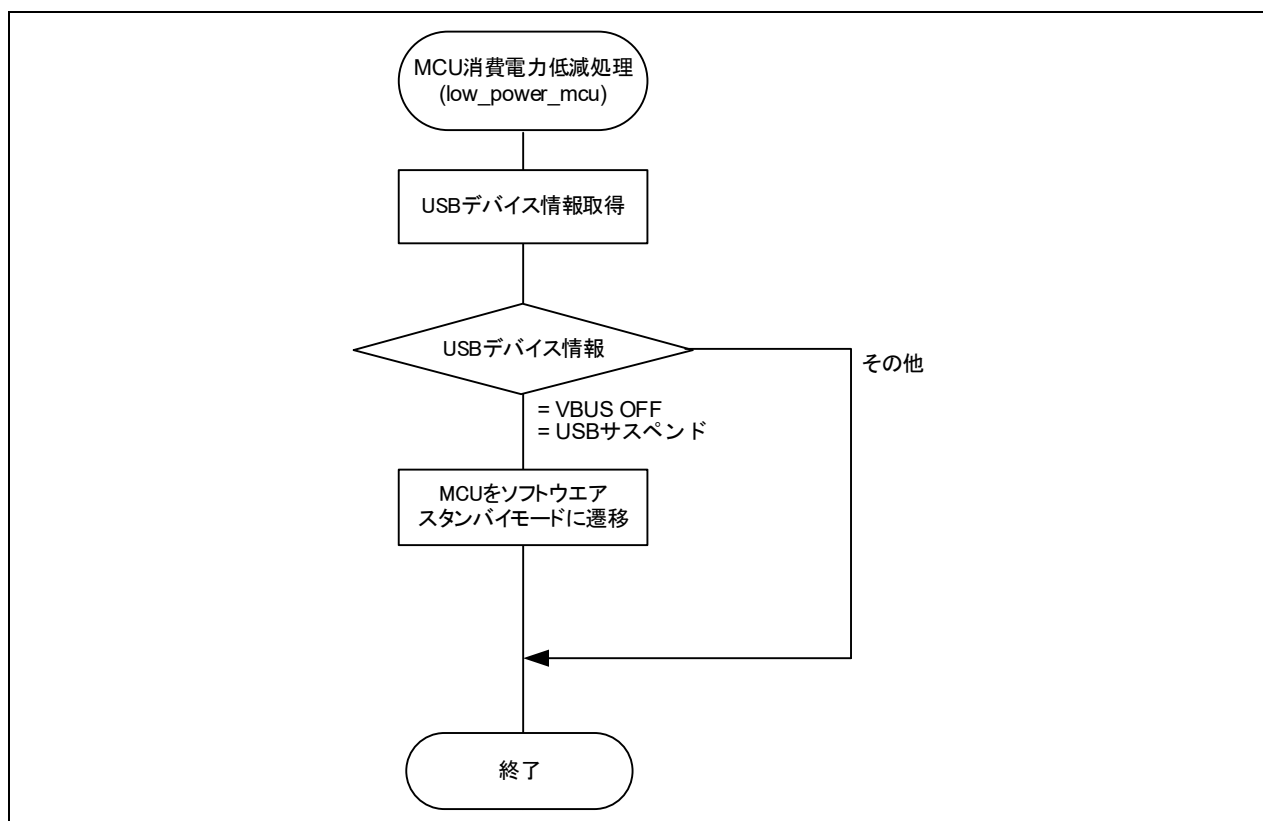 MCU消費電力低減処理
(low_power_mcu)
USBデバイス情報取得
USBデバイス情報
その他
= VBUS OFF
= USBサスペンド
MCUをソフトウエア
スタンバイモードに遷移
終了